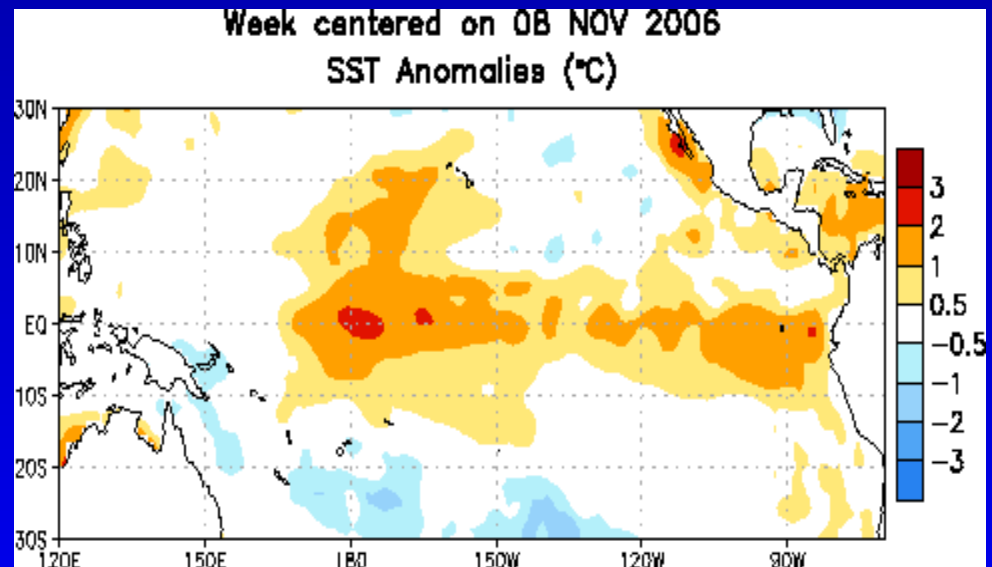 Week centered on 08 NOV 2006
SST Anomalies (°C)
30N
20N
10N
EQ
10S
20S
30S
120E 150E 180 150W 120W 90W
3
2
1
0.5
-0.5
-1
-2
-3